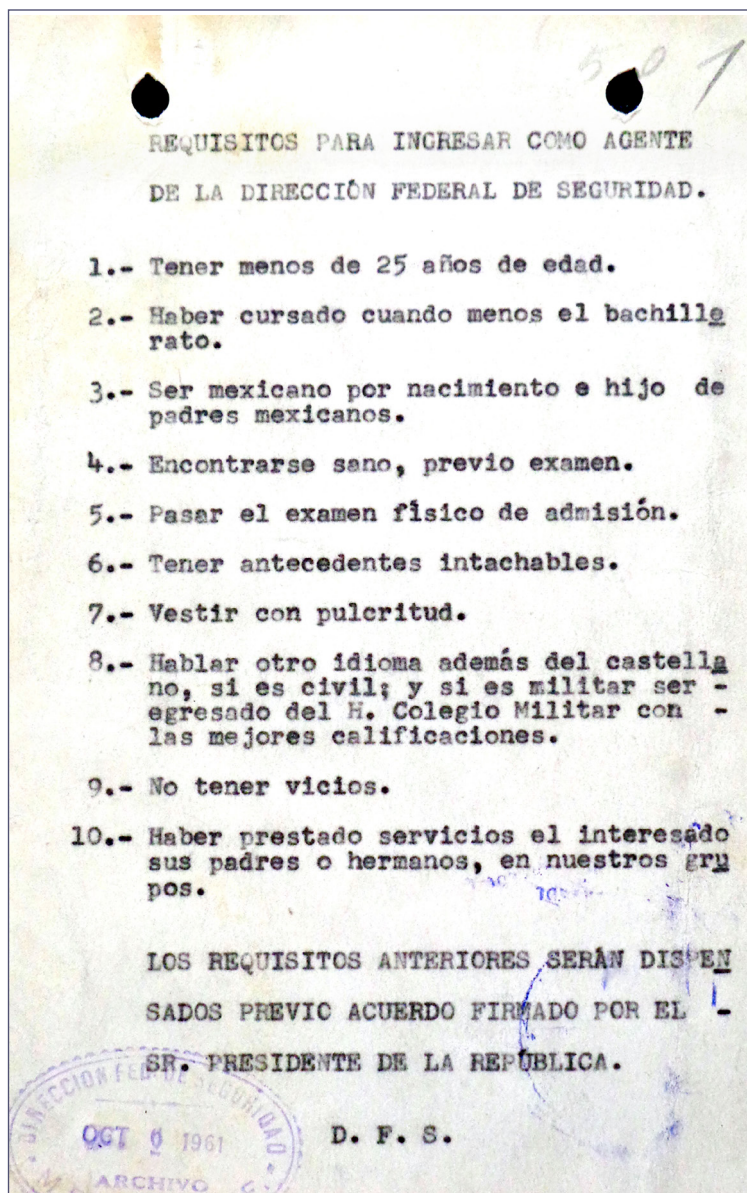 501
REQUISITOS PARA INGRESAR COMO AGENTE
DE LA DIRECCIÓN FEDERAL DE SEGURIDAD.
1.- Tener menos de 25 años de edad.
2.- Haber cursado cuando menos el bachille
rato.
3.- Ser mexicano por nacimiento e hijo de
padres mexicanos.
4.- Encontrarse sano, previo examen.
5.- Pasar el examen físico de admisión.
6.- Tener antecedentes intachables.
7.- Vestir con pulcritud.
8.- Hablar otro idioma además del castella
no, si es civil; y si es militar ser -
egresado del H. Colegio Militar con -
las mejores calificaciones.
9.- No tener vicios.
10.- Haber prestado servicios el interesado
sus padres o hermanos, en nuestros gru
pos.
LOS REQUISITOS ANTERIORES SERÁN DISPEN
SADOS PREVIO ACUERDO FIRMADO POR EL -
SR. PRESIDENTE DE LA REPÚBLICA.
D. F. S.
DIRECCION FED. DE SEGURIDAD
OCT 1961
ARCHIVO